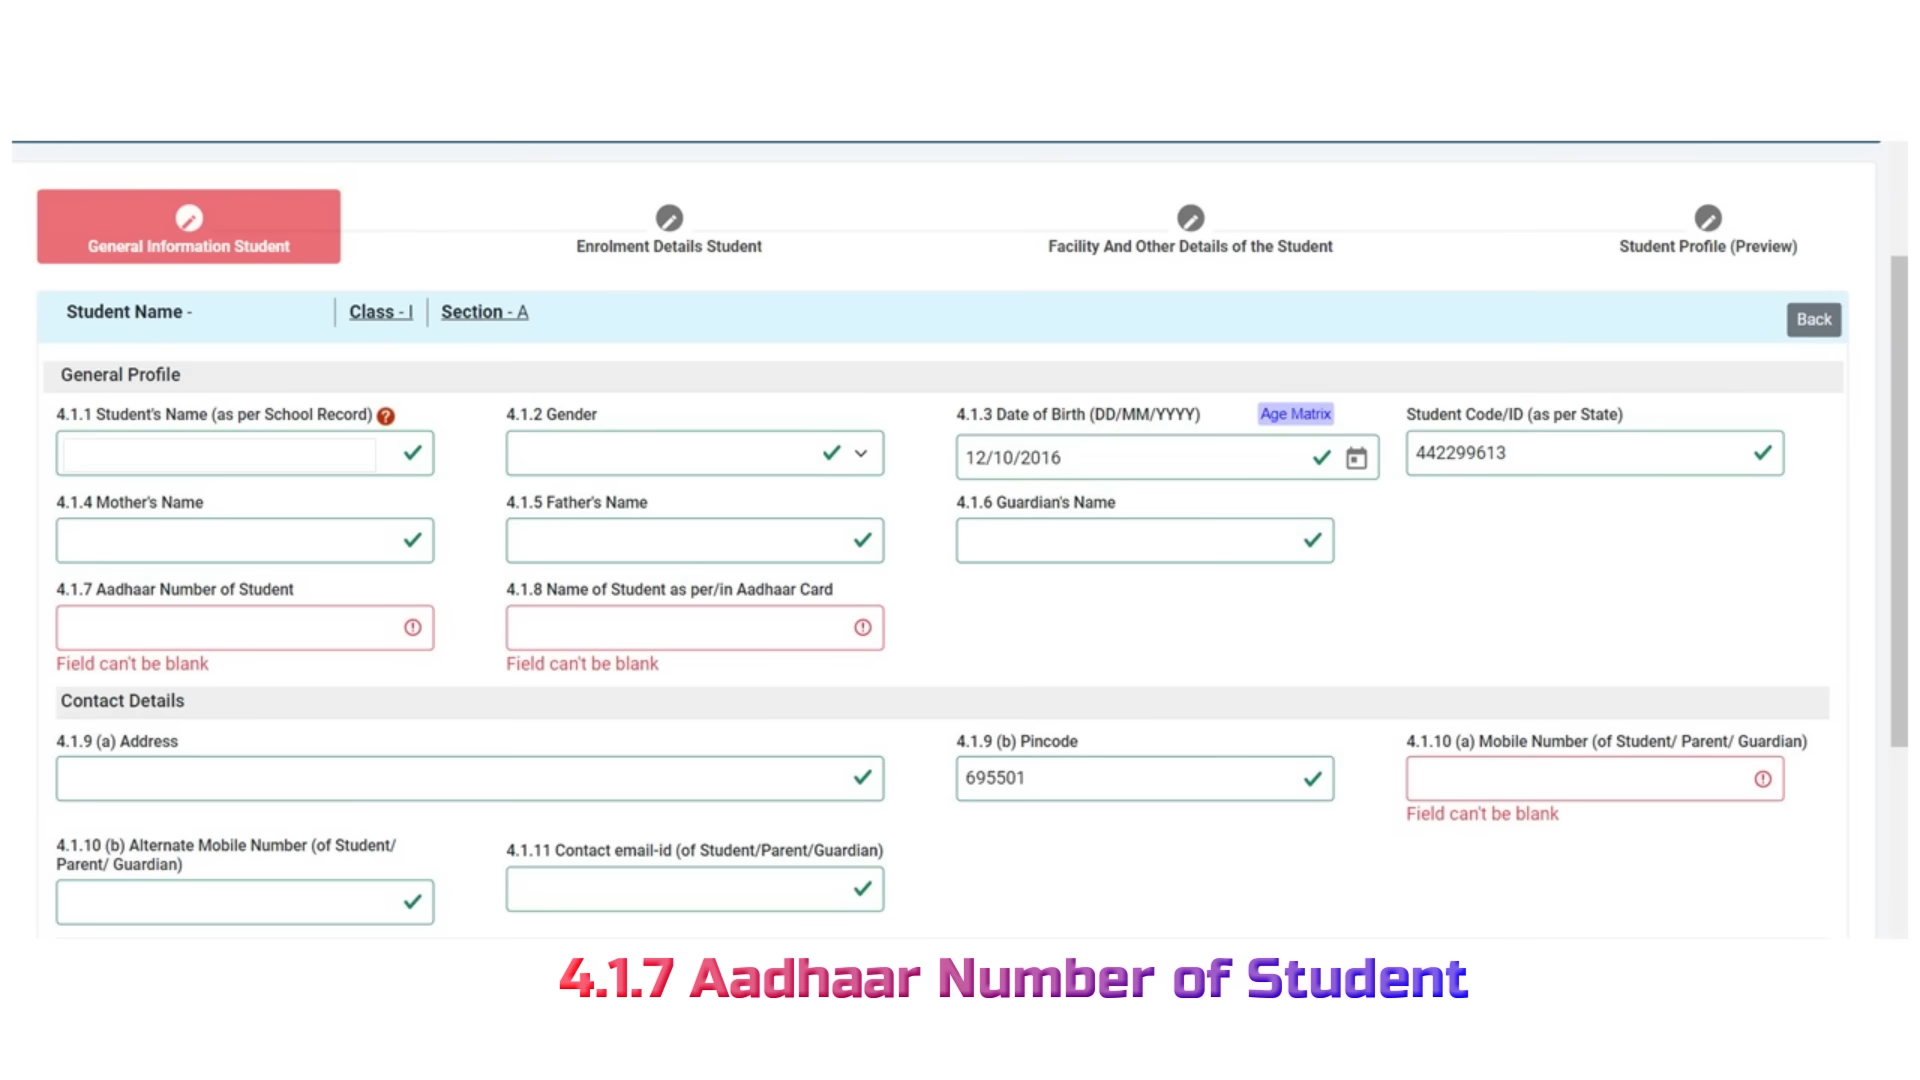 General Information Student
Enrolment Details Student
Facility And Other Details of the Student
Student Profile (Preview)
Student Name -
Class - I
Section - A
Back
General Profile
4.1.1 Student's Name (as per School Record) ?
4.1.2 Gender
4.1.3 Date of Birth (DD/MM/YYYY)
Age Matrix
Student Code/ID (as per State)
12/10/2016
442299613
4.1.4 Mother's Name
4.1.5 Father's Name
4.1.6 Guardian's Name
4.1.7 Aadhaar Number of Student
4.1.8 Name of Student as per/in Aadhaar Card
Field can't be blank
Field can't be blank
Contact Details
4.1.9 (a) Address
4.1.9 (b) Pincode
4.1.10 (a) Mobile Number (of Student/ Parent/ Guardian)
695501
Field can't be blank
4.1.10 (b) Alternate Mobile Number (of Student/
Parent/ Guardian)
4.1.11 Contact email-id (of Student/Parent/Guardian)
4.1.7 Aadhaar Number of Student